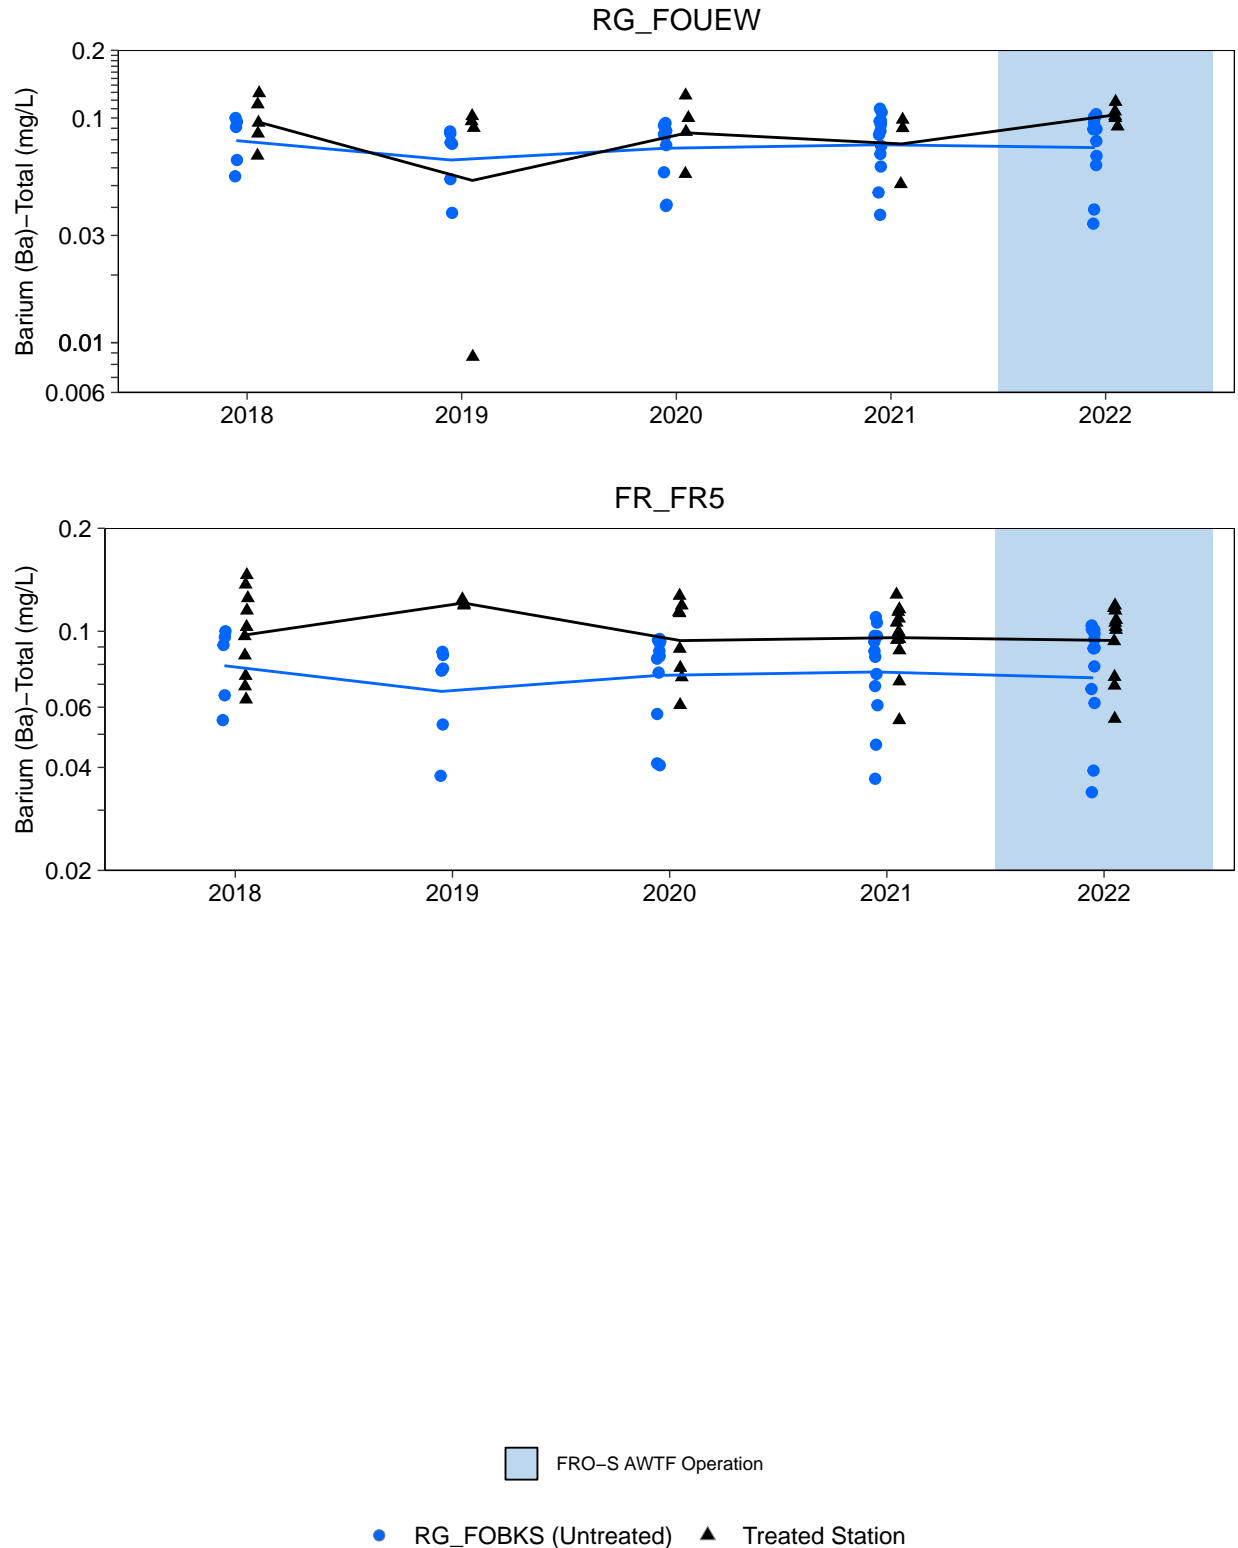 RG_FOUEW
Barium (Ba)−Total (mg/L)
0.2
0.1
0.03
0.01
0.006
2018 2019 2020 2021 2022
FR_FR5
Barium (Ba)−Total (mg/L)
0.2
0.1
0.06
0.04
0.02
2018 2019 2020 2021 2022
FRO−S AWTF Operation
RG_FOBKS (Untreated) Treated Station